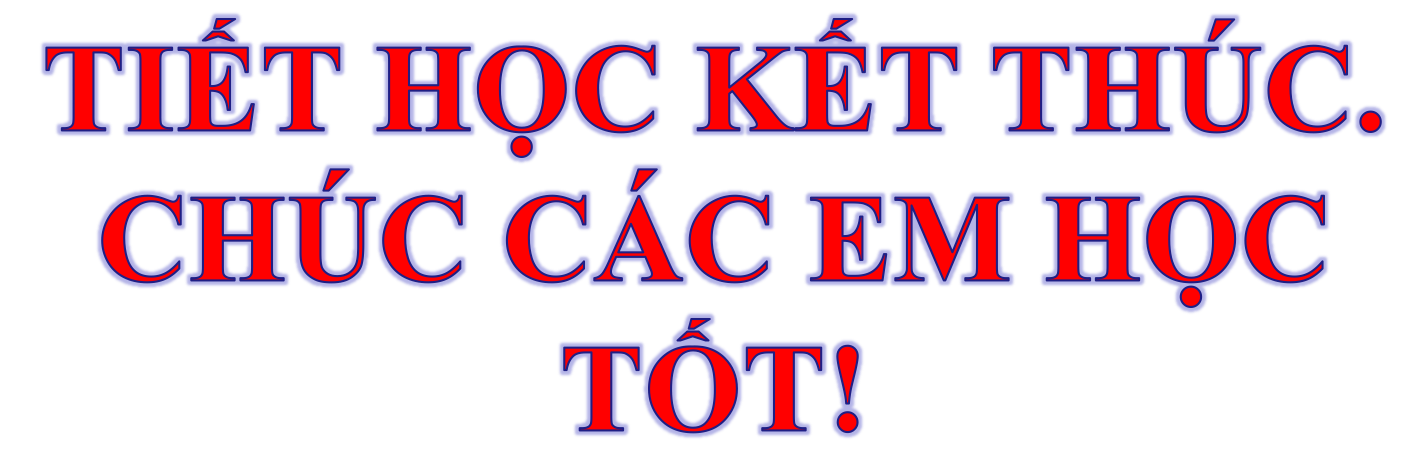 TIẾT HỌC KẾT THÚC.
CHÚC CÁC EM HỌC
TỐT!